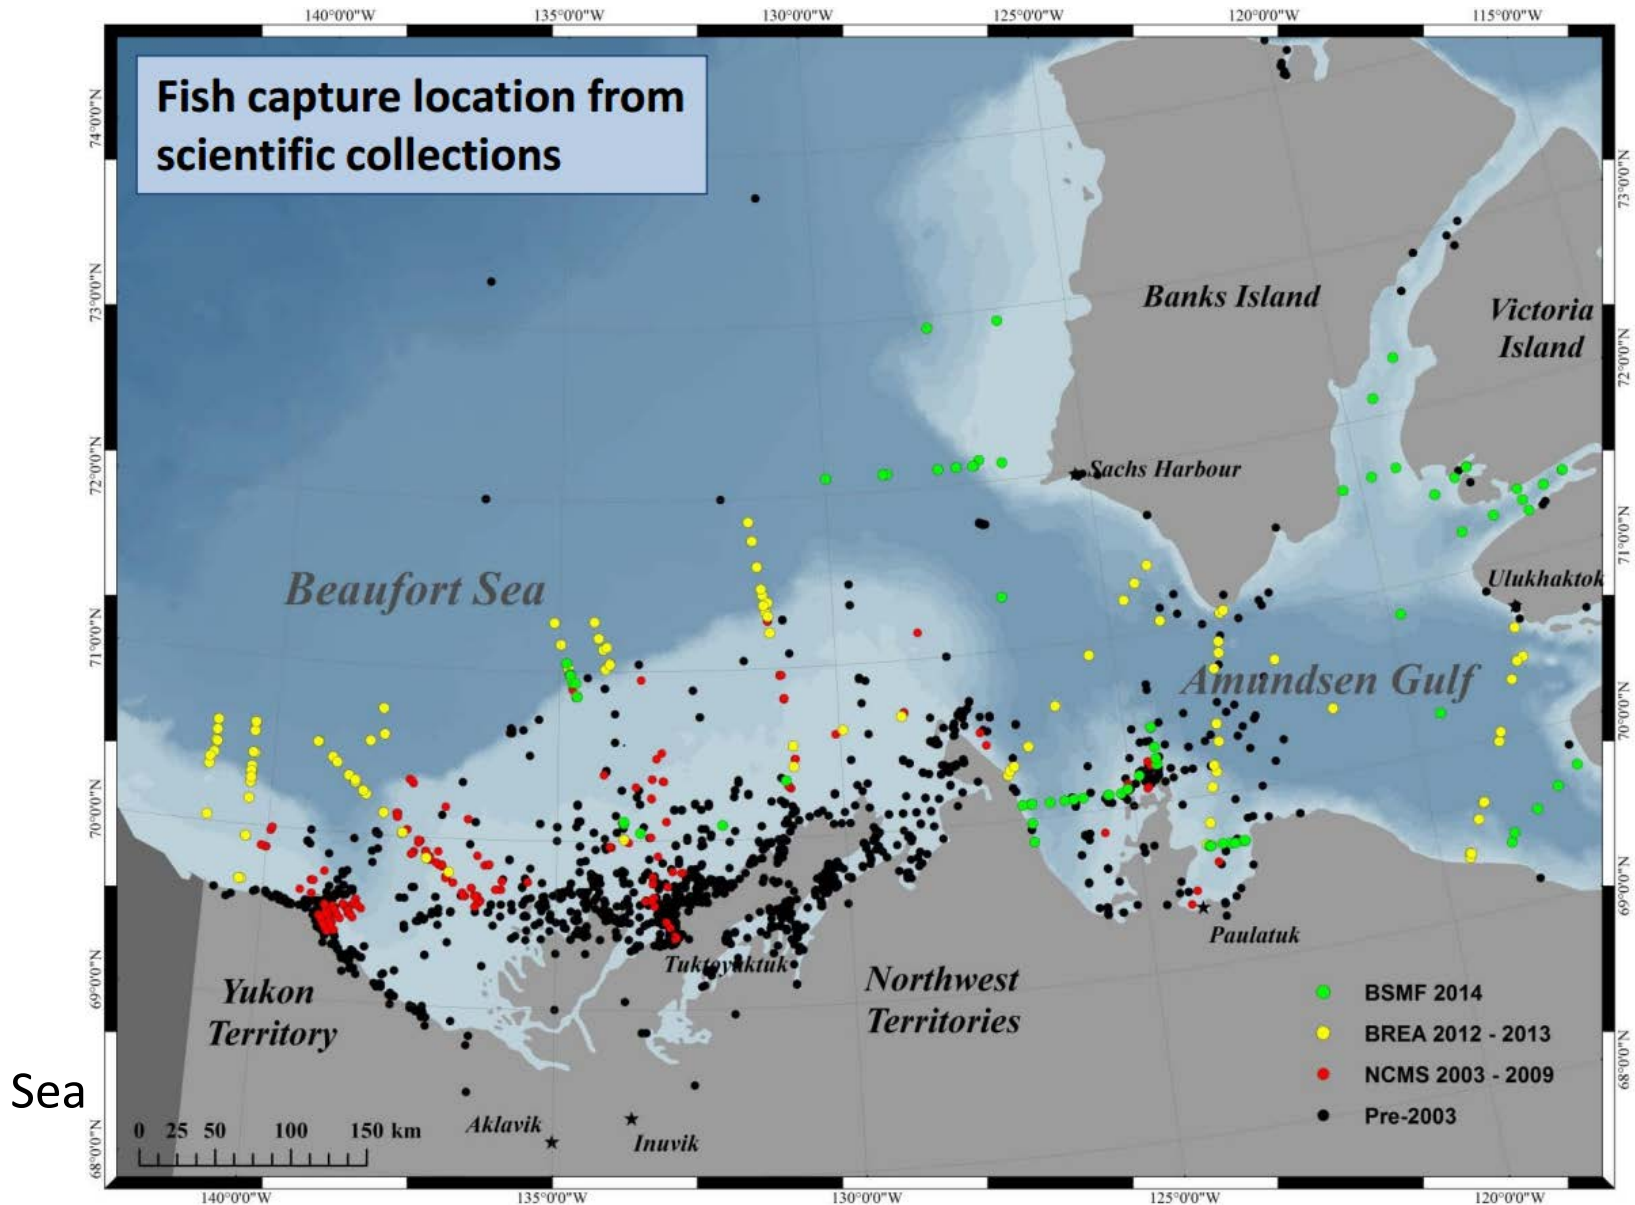 140°0'0"W
135°0'0"W
130°0'0"W
125°0'0"W
120°0'0"W
115°0'0"W
Fish capture location from
scientific collections
74°0'0"N
73°0'0"N
72°0'0"N
71°0'0"N
70°0'0"N
69°0'0"N
68°0'0"N
73°0'0"N
72°0'0"N
71°0'0"N
70°0'0"N
69°0'0"N
68°0'0"N
Banks Island
Victoria
Island
Sachs Harbour
Beaufort Sea
Ulukhaktok
Amundsen Gulf
Paulatuk
Tuktoyaktuk
Yukon
Territory
Northwest
Territories
BSMF 2014
BREA 2012 - 2013
NCMS 2003 - 2009
Pre-2003
Sea
0 25 50 100 150 km
Aklavik
Inuvik
140°0'0"W
135°0'0"W
130°0'0"W
125°0'0"W
120°0'0"W